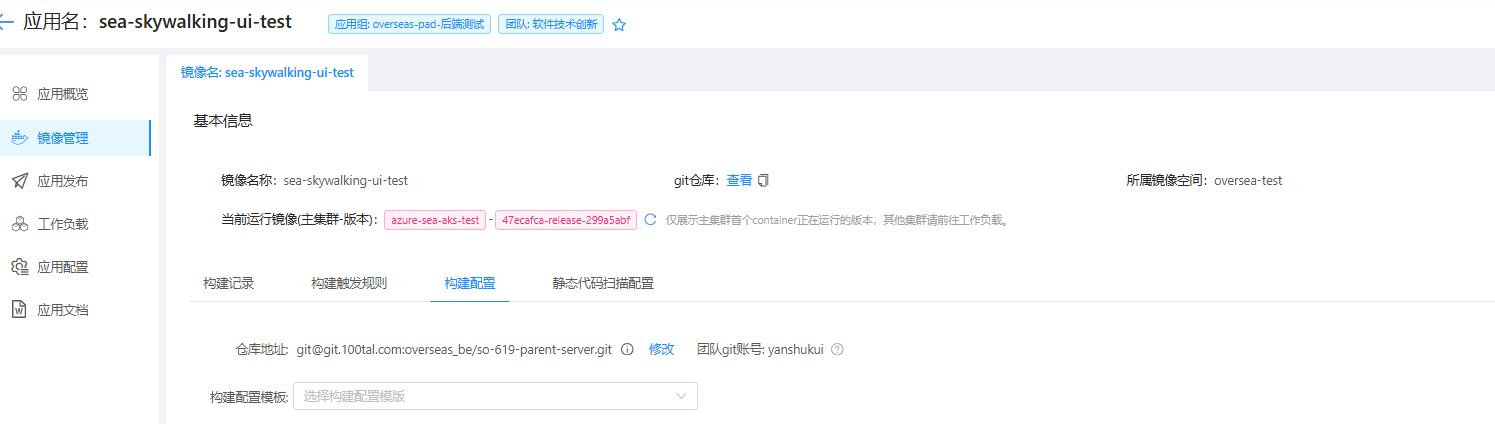 应用名：sea-skywalking-ui-test 应用组: overseas-pad-后端测试 团队: 软件技术创新
应用概览
镜像管理
应用发布
工作负载
应用配置
应用文档
镜像名: sea-skywalking-ui-test
基本信息
镜像名称：sea-skywalking-ui-test git仓库：查看 所属镜像空间：oversea-test
当前运行镜像(主集群-版本)：azure-sea-aks-test - 47ecafca-release-299a5abf 仅展示主集群首个container正在运行的版本，其他集群请前往工作负载。
构建记录 构建触发规则 构建配置 静态代码扫描配置
仓库地址: git@git.100tal.com:overseas_be/so-619-parent-server.git 修改 团队git账号: yanshukui
构建配置模板: 选择构建配置模版